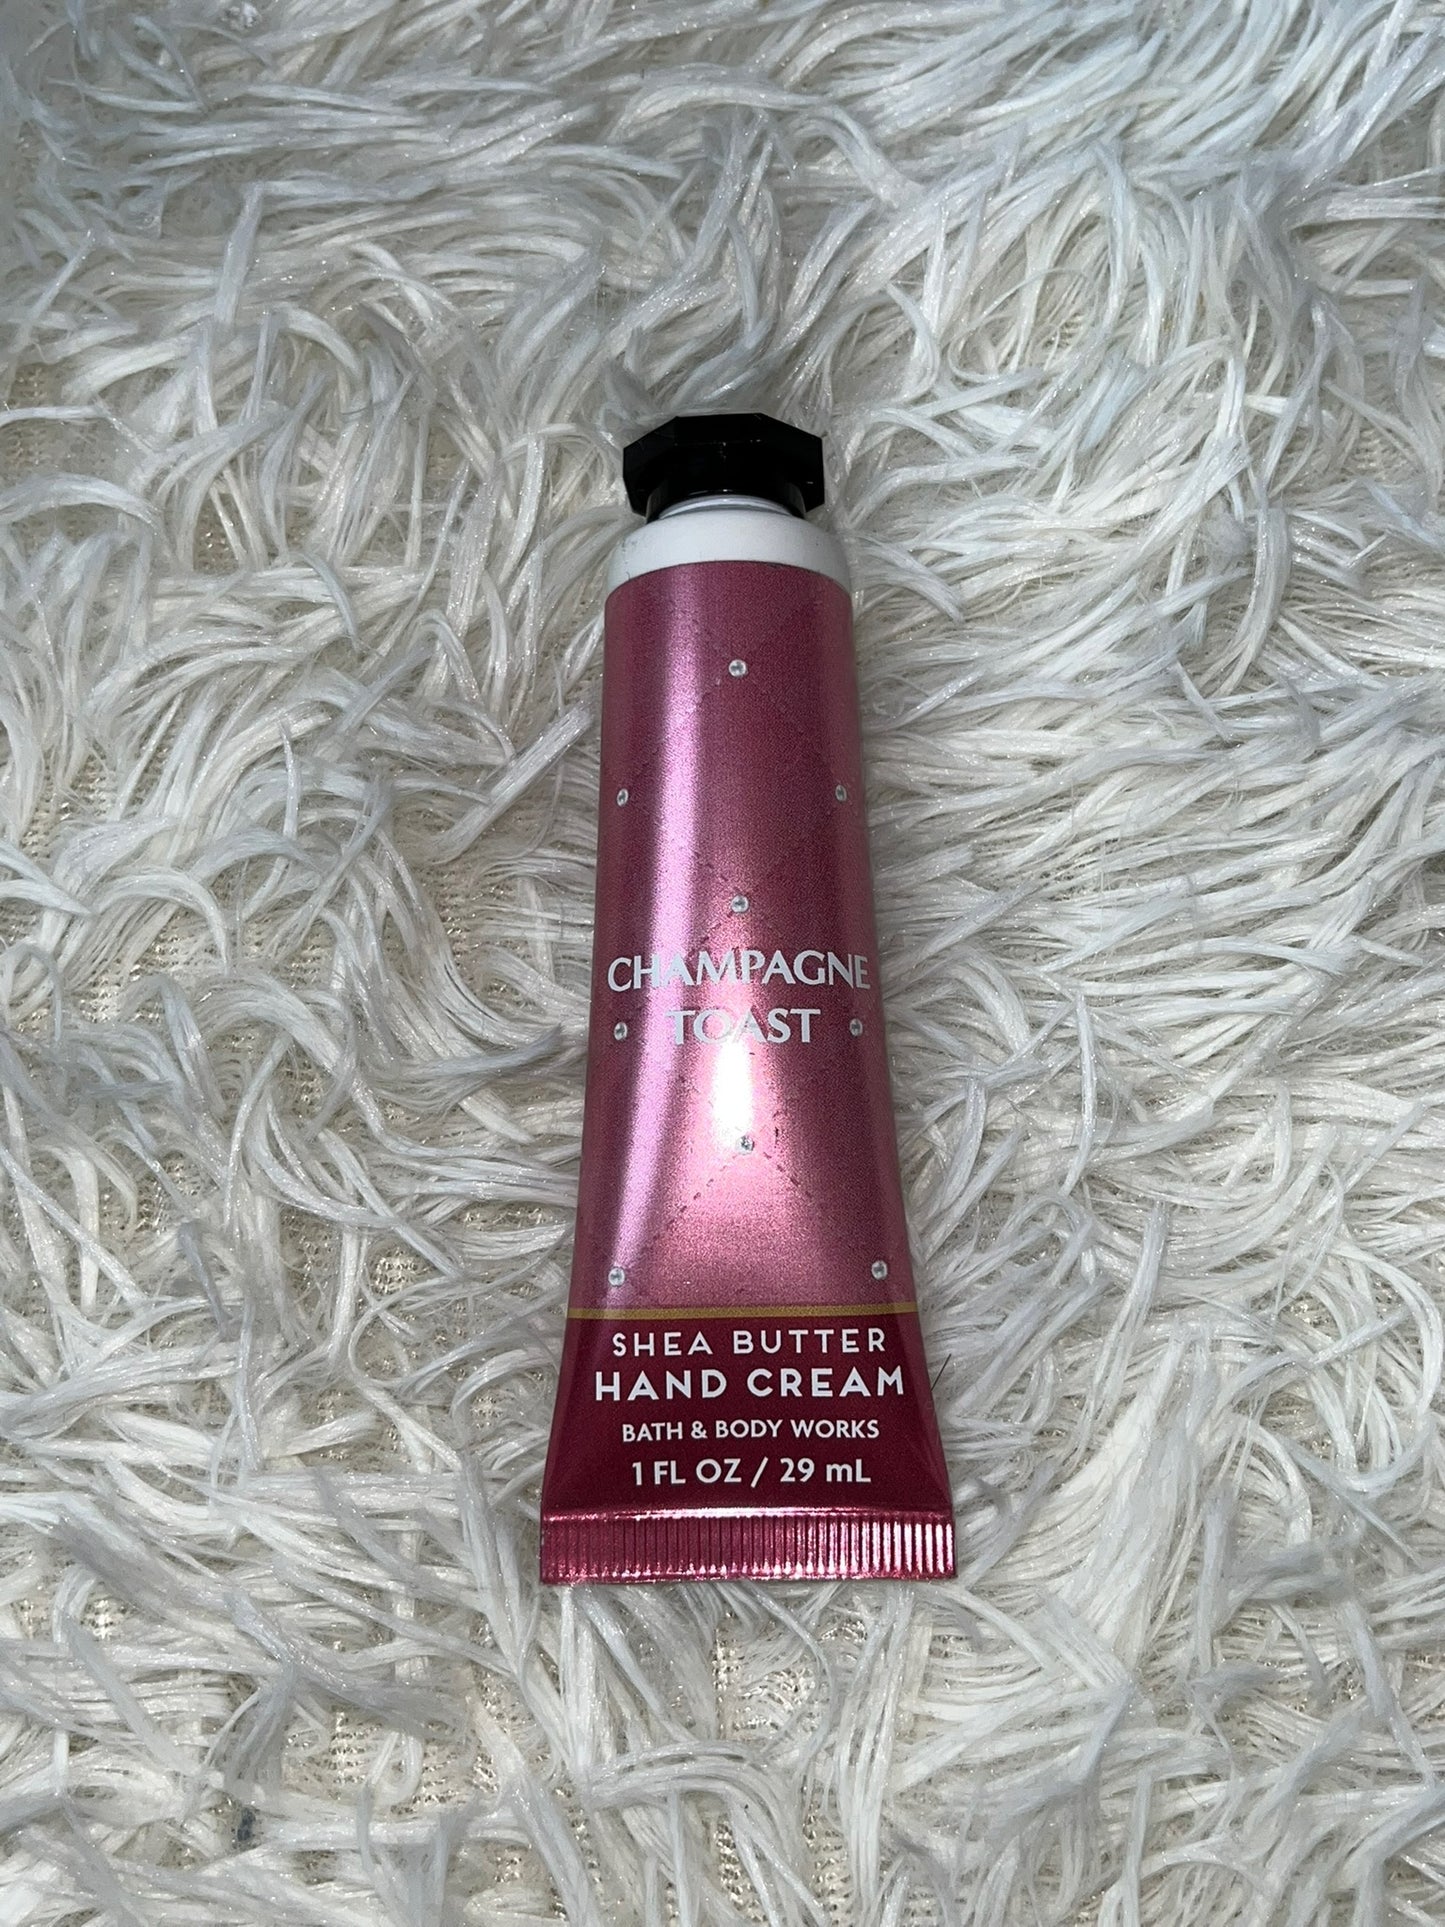 CHAMPAGNE
TOAST
SHEA BUTTER
HAND CREAM
BATH & BODY WORKS
1 FL OZ / 29 mL